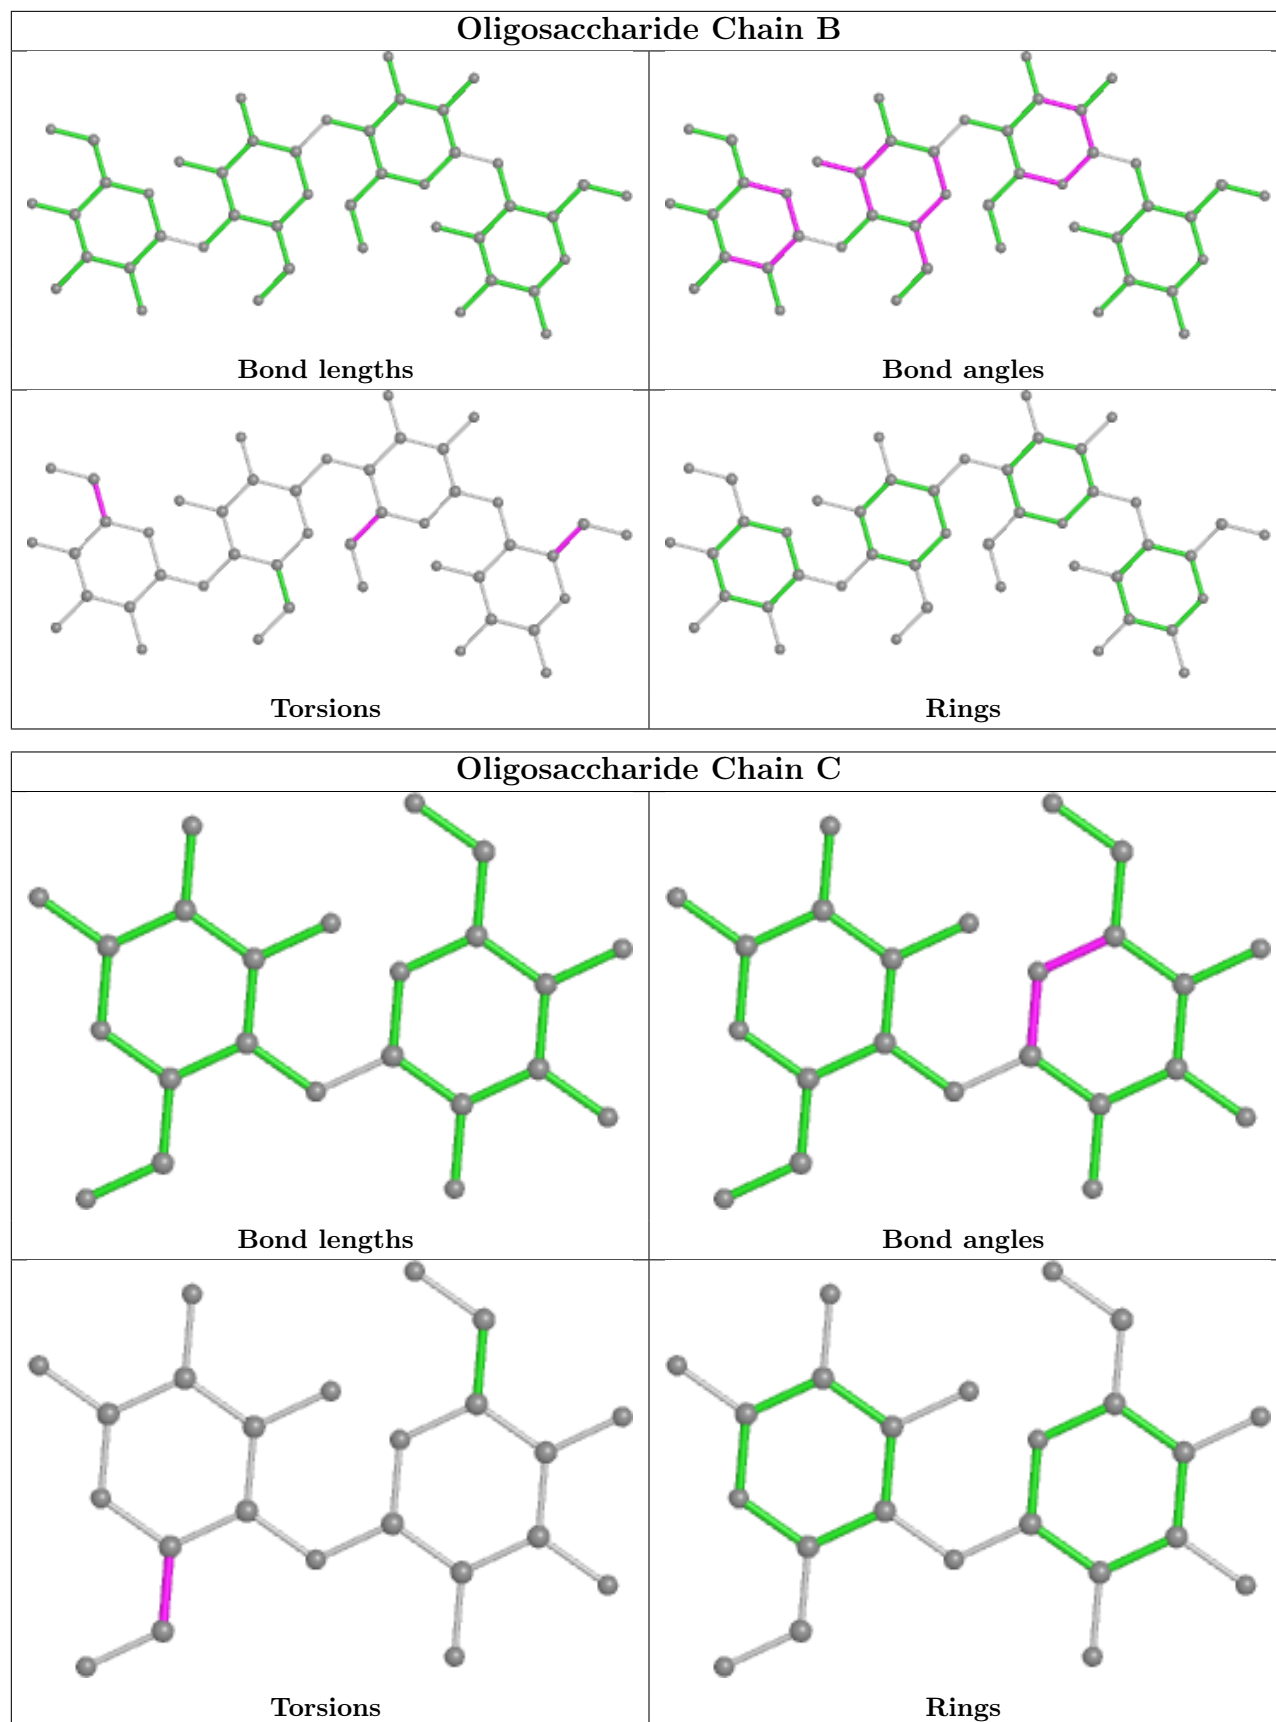 Oligosaccharide Chain B
Bond lengths
Bond angles
Torsions
Rings
Oligosaccharide Chain C
Bond lengths
Bond angles
Torsions
Rings